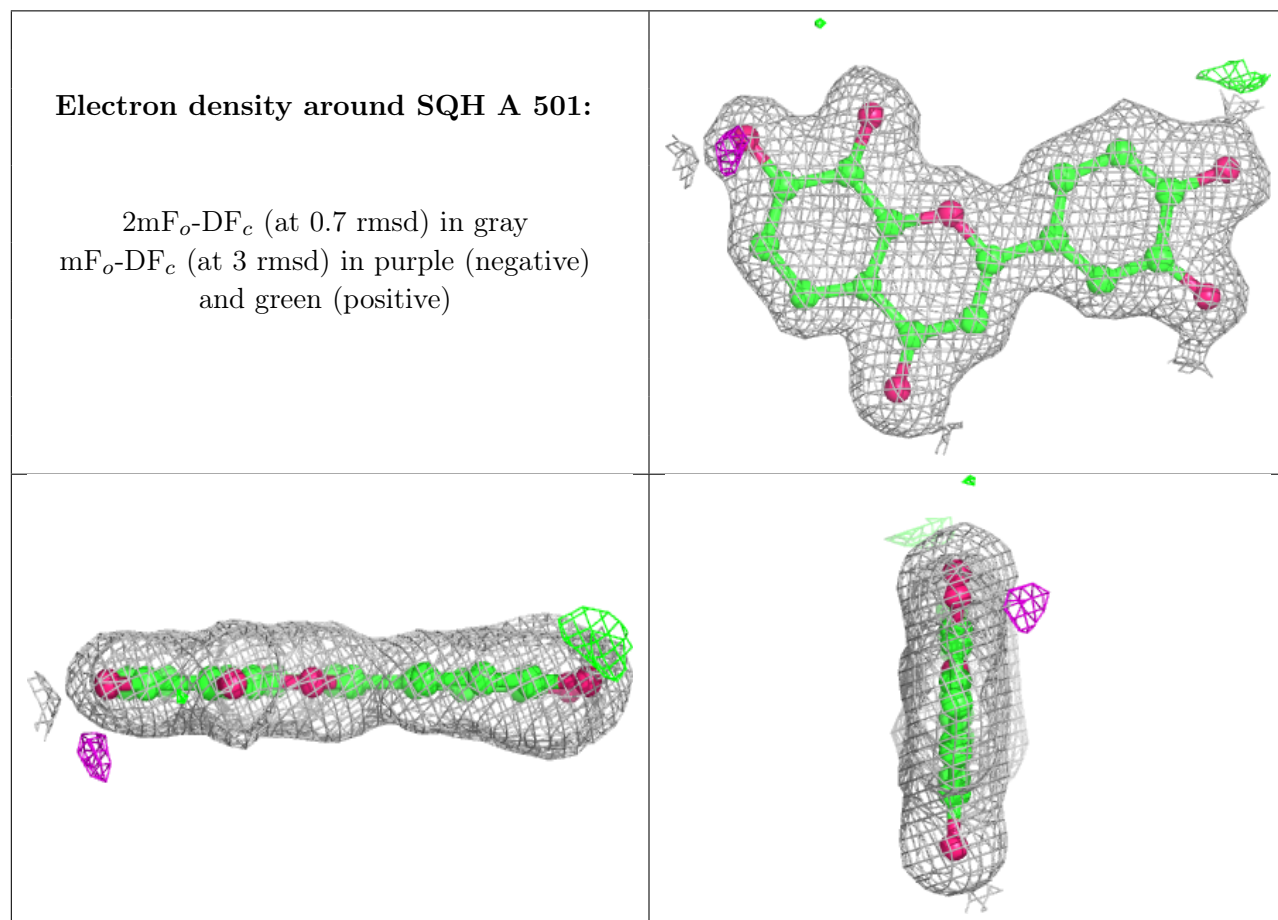 Electron density around SQH A 501:
2mFo-DFc (at 0.7 rmsd) in gray
mFo-DFc (at 3 rmsd) in purple (negative)
and green (positive)